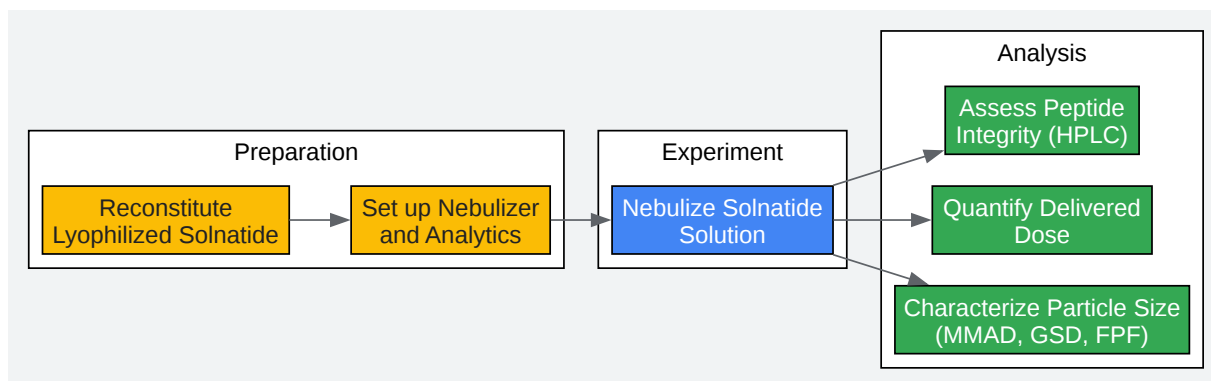 Preparation
Reconstitute
Lyophilized Solnatide
Set up Nebulizer
and Analytics
Experiment
Nebulize Solnatide
Solution
Analysis
Assess Peptide
Integrity (HPLC)
Quantify Delivered
Dose
Characterize Particle Size
(MMAD, GSD, FPF)